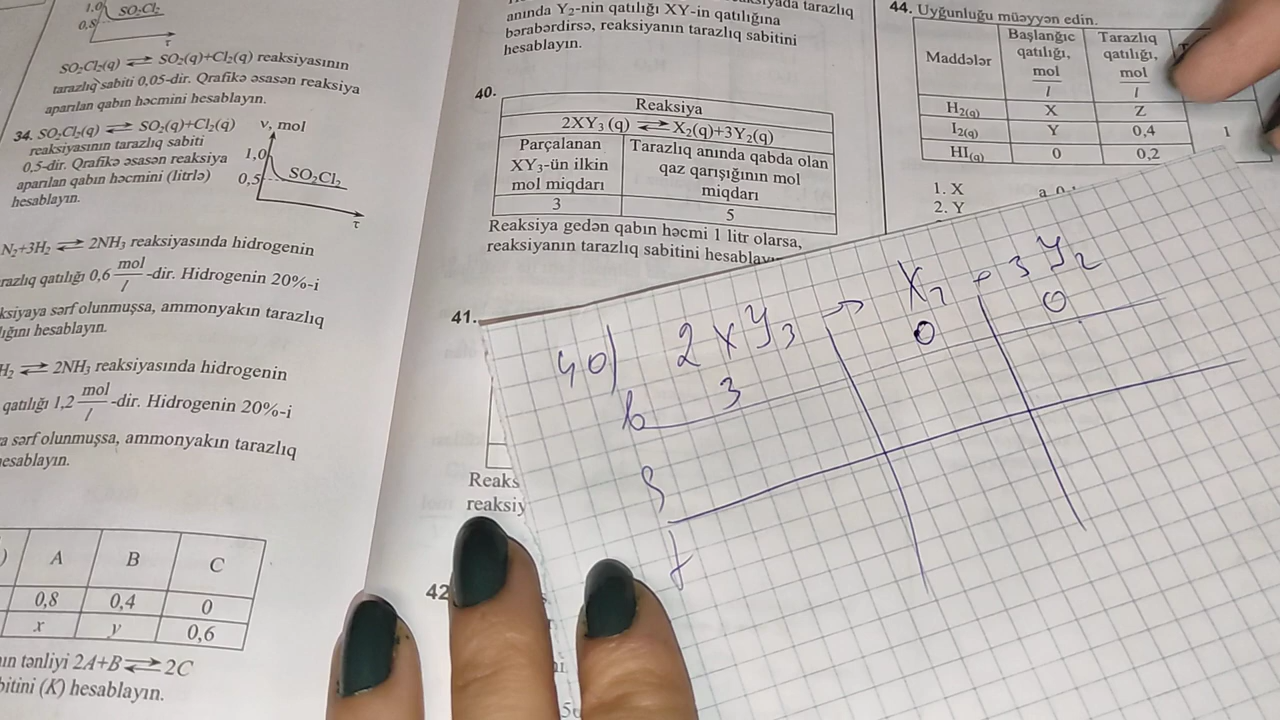 1,0
0,8
SO₂Cl₂
τ
SO₂Cl₂(q) ⇄ SO₂(q)+Cl₂(q) reaksiyasının
tarazlıq sabiti 0,05-dir. Qrafikə əsasən reaksiya
aparılan qabın həcmini hesablayın.
34. SO₂Cl₂(q) ⇄ SO₂(q)+Cl₂(q)
reaksiyasının tarazlıq sabiti
0,5-dir. Qrafikə əsasən reaksiya
aparılan qabın həcmini (litrlə)
hesablayın.
ν, mol
1,0
0,5
SO₂Cl₂
τ
N₂+3H₂ ⇄ 2NH₃ reaksiyasında hidrogenin
qatılığı 0,6 mol/l -dir. Hidrogenin 20%-i
sərf olunmuşsa, ammonyakın tarazlıq
hesablayın.
H₂ ⇄ 2NH₃ reaksiyasında hidrogenin
qatılığı 1,2 mol/l -dir. Hidrogenin 20%-i
sərf olunmuşsa, ammonyakın tarazlıq
A B C
0,8 0,4 0
x y 0,6
tənliyi 2A+B ⇄ 2C
(K) hesablayın.
tarazlıq
anında Y₂-nin qatılığı XY-in qatılığına
bərabərdirsə, reaksiyanın tarazlıq sabitini
hesablayın.
40.
Reaksiya
2XY₃ (q) ⇄ X₂(q)+3Y₂(q)
Parçalanan XY₃-ün ilkin mol miqdarı
Tarazlıq anında qabda olan qaz qarışığının mol miqdarı
3 5
Reaksiya gedən qabın həcmi 1 litr olarsa,
reaksiyanın tarazlıq sabitini
41.
42
44. Uyğunluğu müəyyən edin.
Maddələr Başlanğıc qatılığı, mol/l Tarazlıq qatılığı, mol/l
H₂(q) X Z
I₂(q) Y 0,4 1
HI(q) 0 0,2
1. X
2. Y
a
40) 2XY₃ → X₂ + 3Y₂
b 3 0 0
s
t